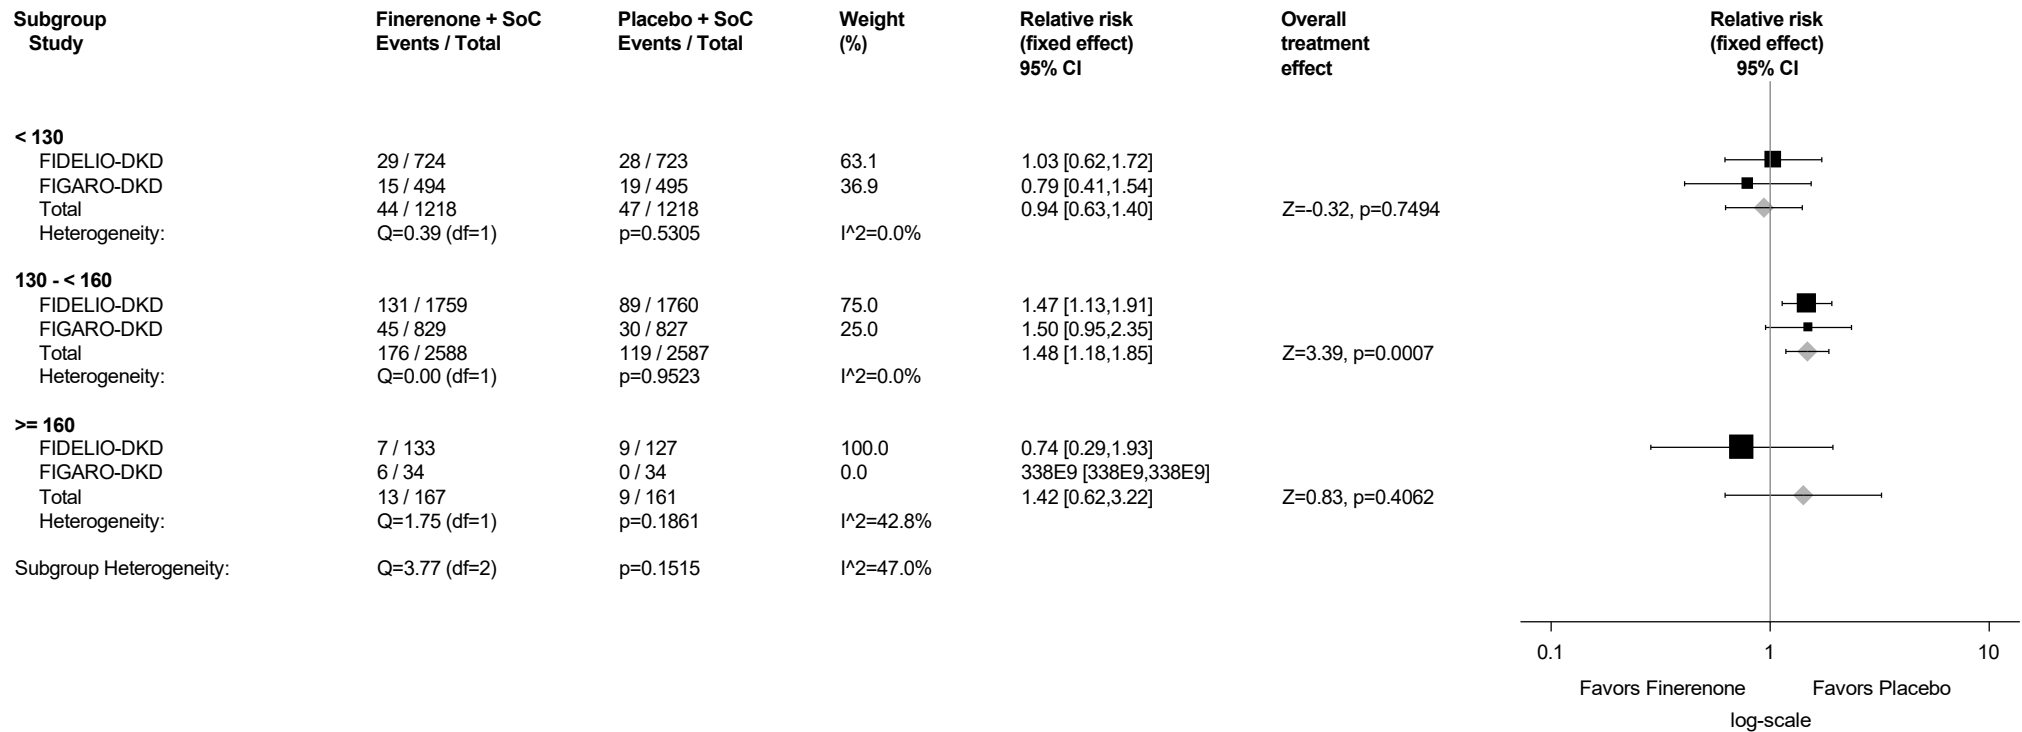 Subgroup Finerenone + SoC Placebo + SoC Weight Relative risk Overall Relative risk
Study Events / Total Events / Total (%) (fixed effect) treatment (fixed effect)
95% CI effect 95% CI
< 130
FIDELIO-DKD 29 / 724 28 / 723 63.1 1.03 [0.62,1.72]
FIGARO-DKD 15 / 494 19 / 495 36.9 0.79 [0.41,1.54]
Total 44 / 1218 47 / 1218 0.94 [0.63,1.40] Z=-0.32, p=0.7494
Heterogeneity: Q=0.39 (df=1) p=0.5305 I^2=0.0%
130 - < 160
FIDELIO-DKD 131 / 1759 89 / 1760 75.0 1.47 [1.13,1.91]
FIGARO-DKD 45 / 829 30 / 827 25.0 1.50 [0.95,2.35]
Total 176 / 2588 119 / 2587 1.48 [1.18,1.85] Z=3.39, p=0.0007
Heterogeneity: Q=0.00 (df=1) p=0.9523 I^2=0.0%
>= 160
FIDELIO-DKD 7 / 133 9 / 127 100.0 0.74 [0.29,1.93]
FIGARO-DKD 6 / 34 0 / 34 0.0 338E9 [338E9,338E9]
Total 13 / 167 9 / 161 1.42 [0.62,3.22] Z=0.83, p=0.4062
Heterogeneity: Q=1.75 (df=1) p=0.1861 I^2=42.8%
Subgroup Heterogeneity: Q=3.77 (df=2) p=0.1515 I^2=47.0%
0.1 1 10
Favors Finerenone Favors Placebo
log-scale